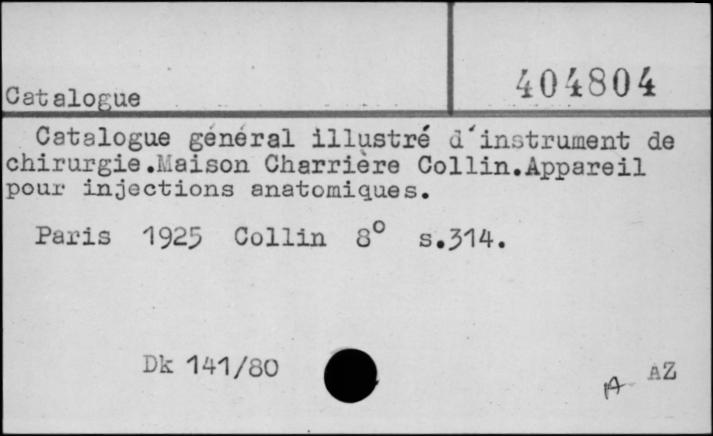 404804
Catalogue
Catalogue général illustré d'instrument de
chirurgie.Maison Charrière Collin.Appareil
pour injections anatomiques.
Paris 1925 Collin 8° s.314.
Dk 141/80
A AZ